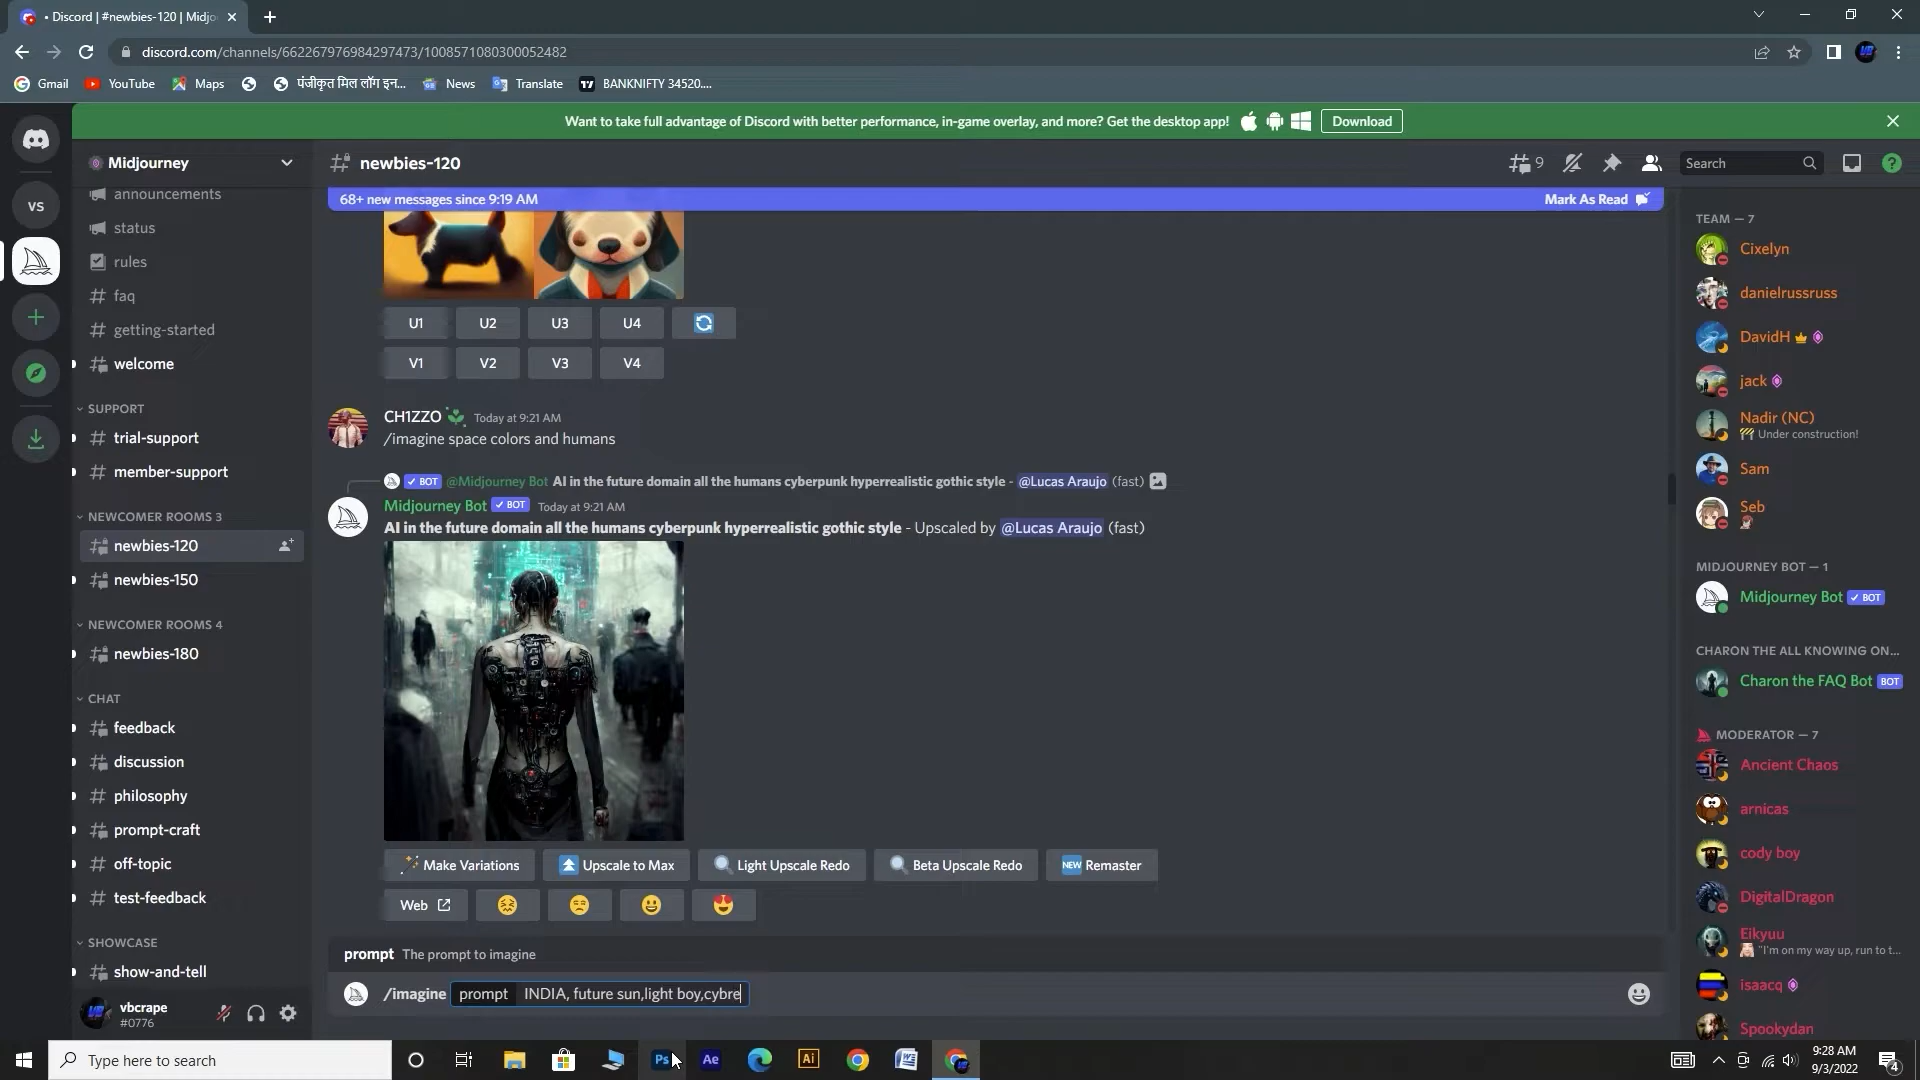 Discord | #newbies-120 | Midjo
discord.com/channels/662267976984297473/1008571080300052482
Gmail
YouTube
Maps
पंजीकृत मिल लॉग इन...
News
Translate
BANKNIFTY 34520....
Want to take full advantage of Discord with better performance, in-game overlay, and more? Get the desktop app!
Download
Midjourney
newbies-120
9
Search
68+ new messages since 9:19 AM
Mark As Read
VS
announcements
status
rules
faq
getting-started
welcome
SUPPORT
trial-support
member-support
NEWCOMER ROOMS 3
newbies-120
newbies-150
NEWCOMER ROOMS 4
newbies-180
CHAT
feedback
discussion
philosophy
prompt-craft
off-topic
test-feedback
SHOWCASE
show-and-tell
vbcrape
#0776
U1 U2 U3 U4
V1 V2 V3 V4
CH1ZZO Today at 9:21 AM
/imagine space colors and humans
BOT @Midjourney Bot AI in the future domain all the humans cyberpunk hyperrealistic gothic style - @Lucas Araujo (fast)
Midjourney Bot BOT Today at 9:21 AM
AI in the future domain all the humans cyberpunk hyperrealistic gothic style - Upscaled by @Lucas Araujo (fast)
Make Variations
Upscale to Max
Light Upscale Redo
Beta Upscale Redo
NEW Remaster
Web
prompt The prompt to imagine
/imagine prompt INDIA, future sun,light boy,cybre
TEAM — 7
Cixelyn
danielrussruss
DavidH
jack
Nadir (NC)
Under construction!
Sam
Seb
MIDJOURNEY BOT — 1
Midjourney Bot BOT
CHARON THE ALL KNOWING ON...
Charon the FAQ Bot BOT
MODERATOR — 7
Ancient Chaos
arnicas
cody boy
DigitalDragon
Eikyuu
"I'm on my way up, run to t...
isaacq
Spookydan
Type here to search
Ps
Ae
Ai
9:28 AM
9/3/2022
4